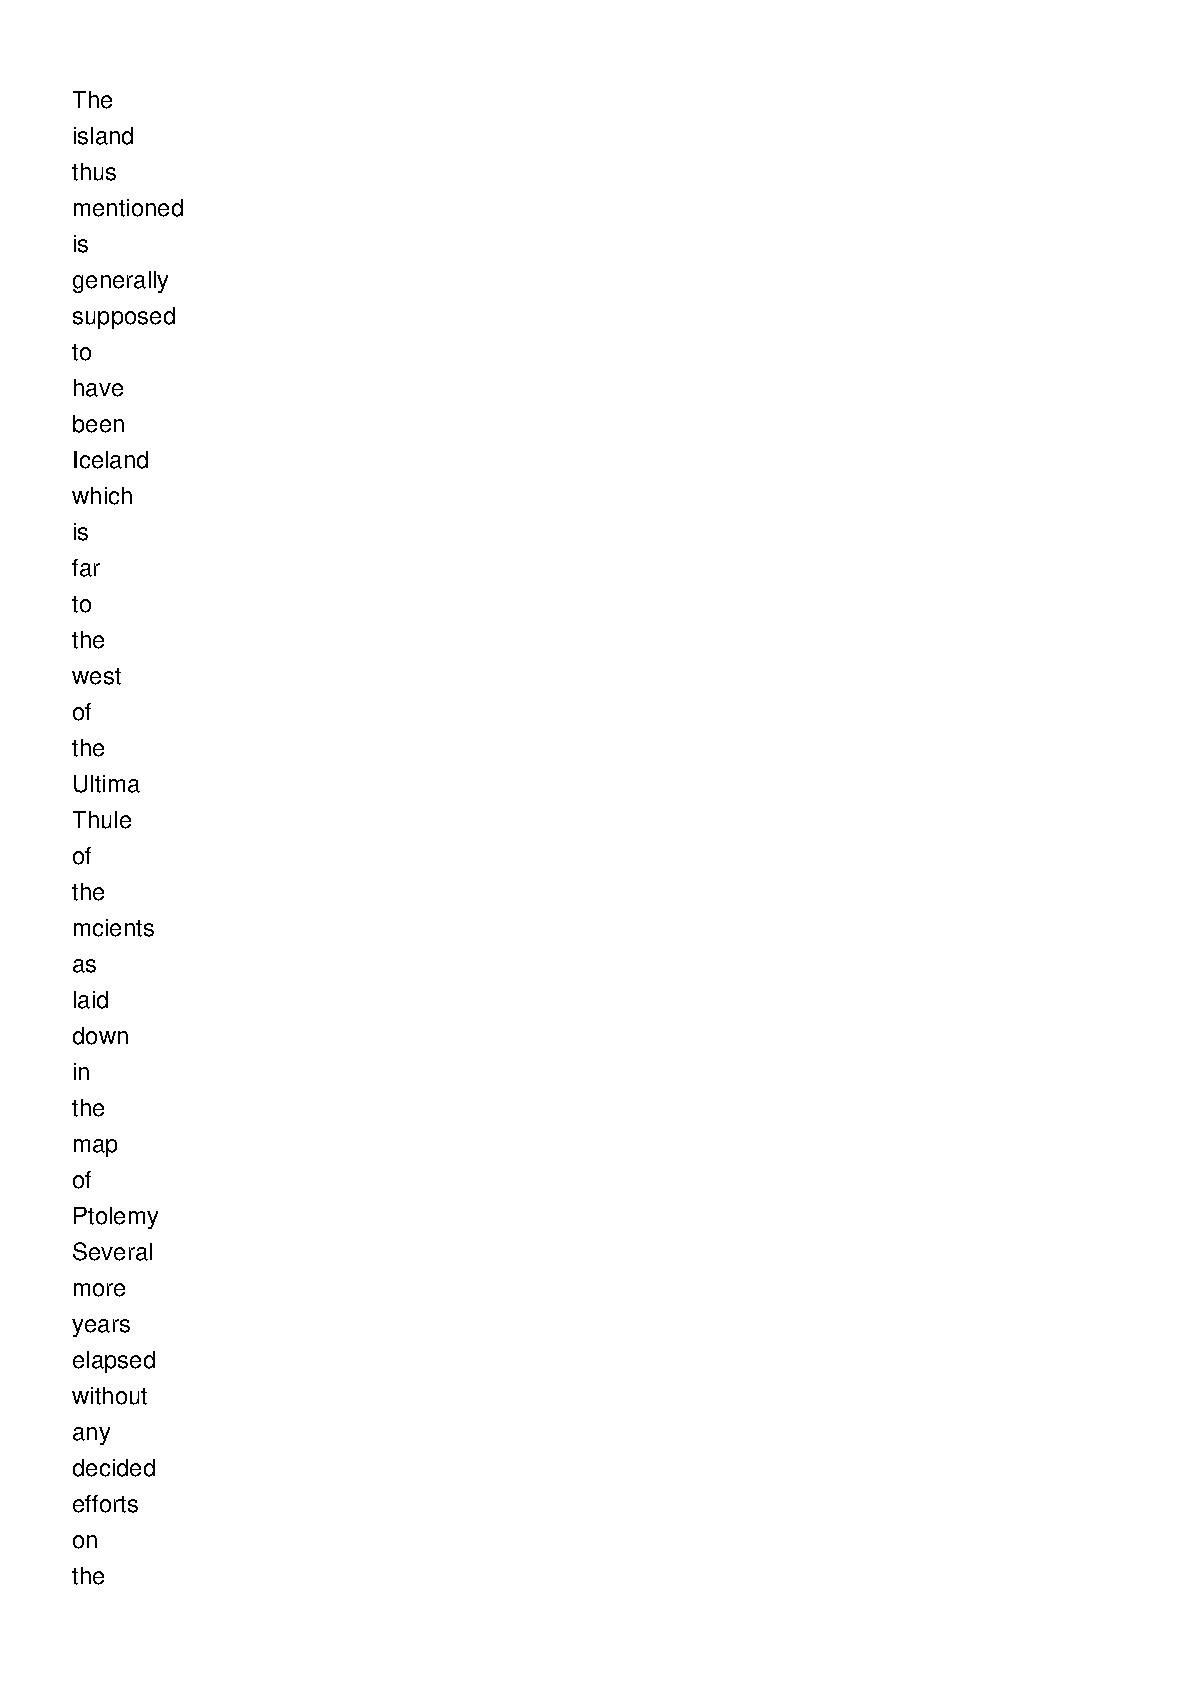 The
island
thus
mentioned
is
generally
supposed
to
have
been
Iceland
which
is
far
to
the
west
of
the
Ultima
Thule
of
the
mcients
as
laid
down
in
the
map
of
Ptolemy
Several
more
years
elapsed
without
any
decided
efforts
on
the